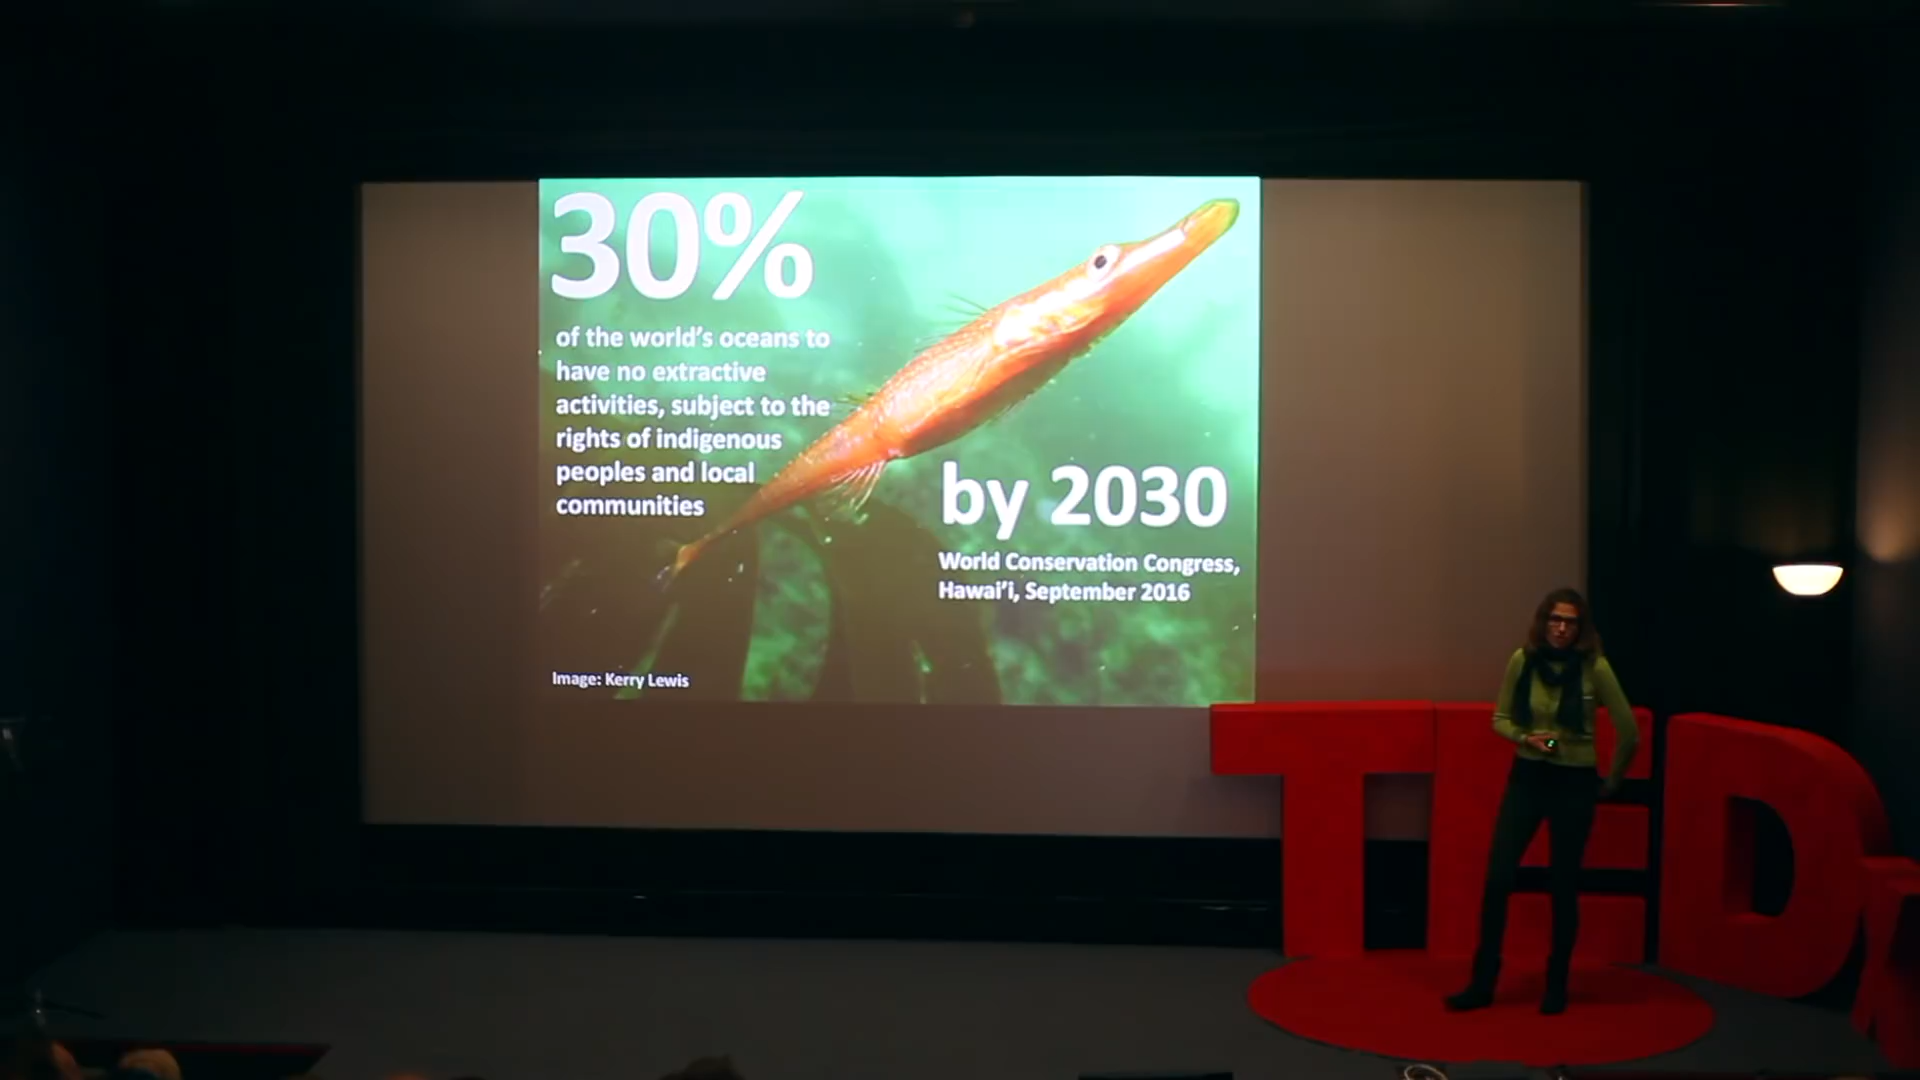 30%
of the world's oceans to
have no extractive
activities, subject to the
rights of indigenous
peoples and local
communities
by 2030
World Conservation Congress,
Hawai'i, September 2016
Image: Kerry Lewis
TED